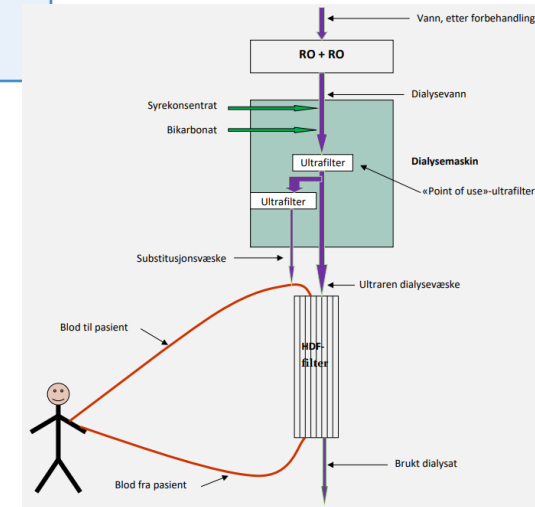 Vann, etter forbehandling
RO + RO
Dialysevann
Syrekonsentrat
Bikarbonat
Ultrafilter
Dialysemaskin
«Point of use»-ultrafilter
Ultrafilter
Substitusjonsvæske
Ultraren dialysevæske
Blod til pasient
HDF-
filter
Brukt dialysat
Blod fra pasient